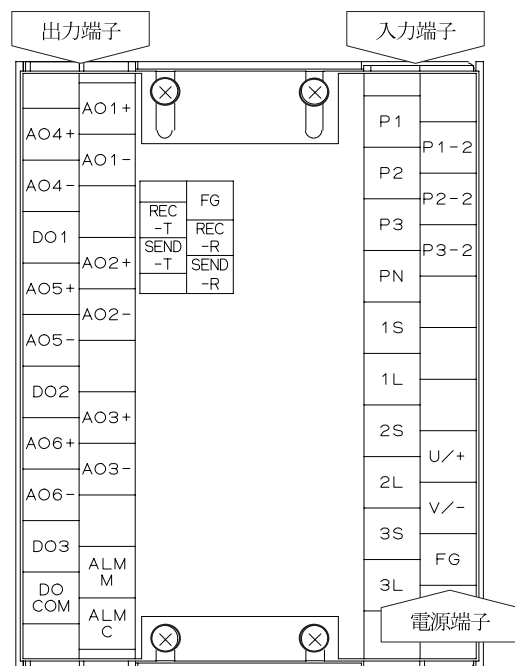 出力端子
入力端子
AO4+
AO4-
DO1
AO5+
AO5-
DO2
AO6+
AO6-
DO3
DO
COM
AO1+
AO1-
AO2+
AO2-
AO3+
AO3-
ALM
M
ALM
C
REC
-T
SEND
-T
FG
REC
-R
SEND
-R
P1
P2
P3
PN
1S
1L
2S
2L
3S
3L
P1-2
P2-2
P3-2
U/+
V/-
FG
電源端子